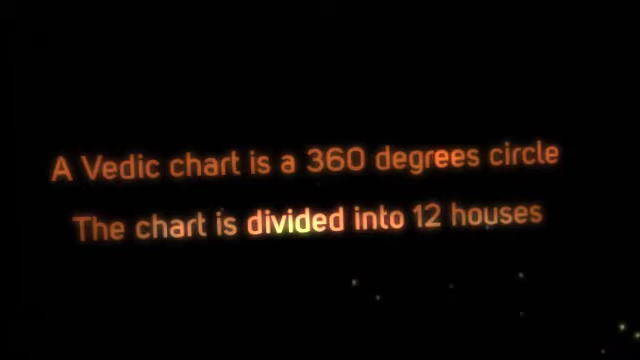 A Vedic chart is a 360 degrees circle
The chart is divided into 12 houses